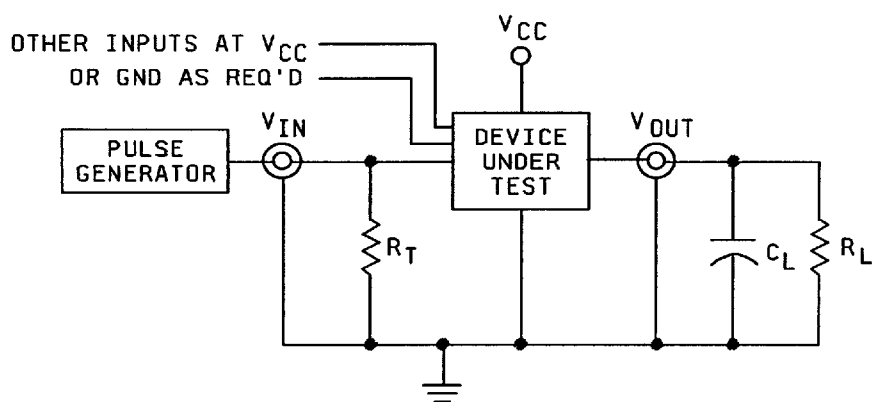 OTHER INPUTS AT VCC
OR GND AS REQ'D
VCC
VIN
VOUT
PULSE
GENERATOR
DEVICE
UNDER
TEST
RT
CL
RL